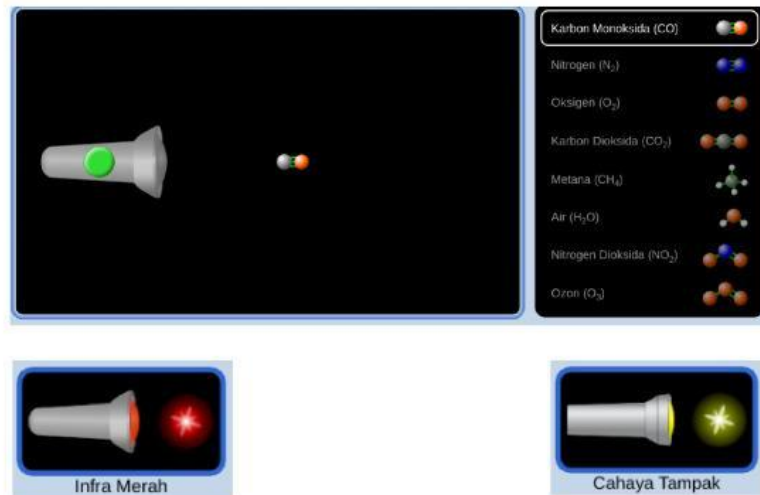 Karbon Monoksida (CO)
Nitrogen (N₂)
Oksigen (O₂)
Karbon Dioksida (CO₂)
Metana (CH₄)
Air (H₂O)
Nitrogen Dioksida (NO₂)
Ozon (O₃)
Infra Merah
Cahaya Tampak